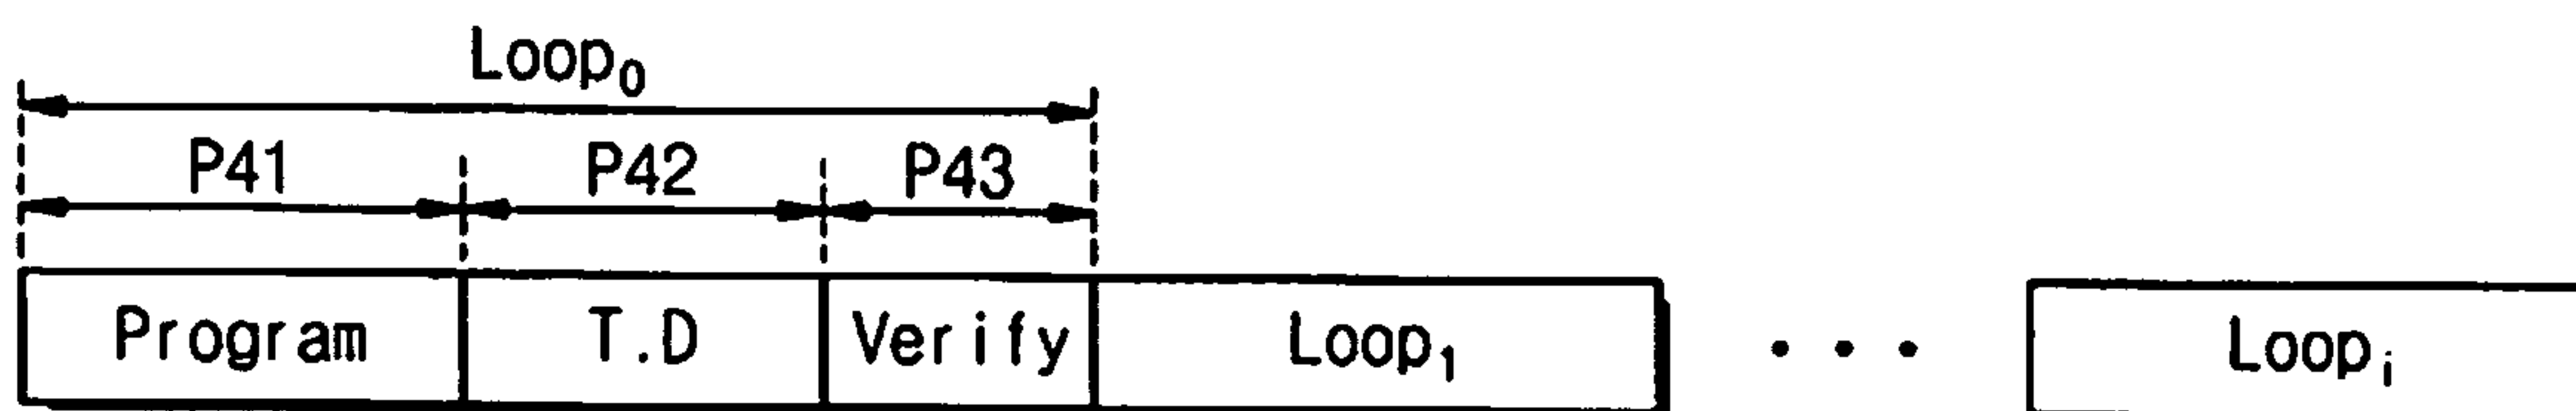 Loop₀
P41 P42 P43
Program T.D Verify Loop₁ • • • Loopᵢ